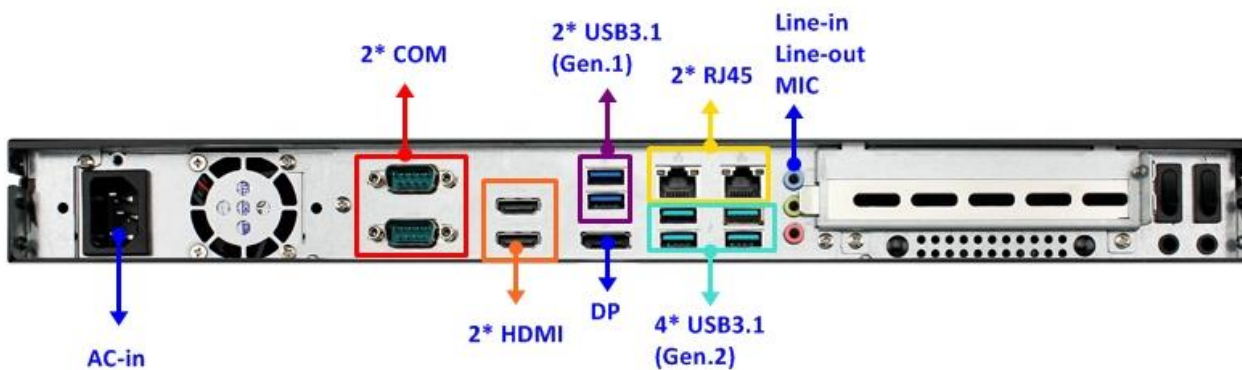 2* COM
2* USB3.1
(Gen.1)
2* RJ45
Line-in
Line-out
MIC
AC-in
2* HDMI
DP
4* USB3.1
(Gen.2)